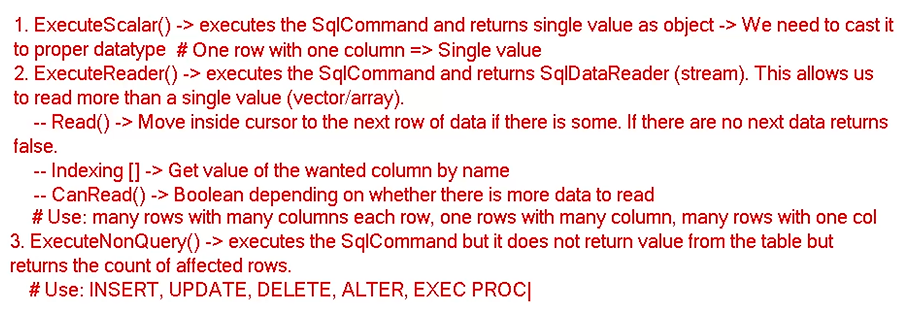 1. ExecuteScalar() -> executes the SqlCommand and returns single value as object -> We need to cast it
to proper datatype # One row with one column => Single value
2. ExecuteReader() -> executes the SqlCommand and returns SqlDataReader (stream). This allows us
to read more than a single value (vector/array).
-- Read() -> Move inside cursor to the next row of data if there is some. If there are no next data returns
false.
-- Indexing [] -> Get value of the wanted column by name
-- CanRead() -> Boolean depending on whether there is more data to read
# Use: many rows with many columns each row, one rows with many column, many rows with one col
3. ExecuteNonQuery() -> executes the SqlCommand but it does not return value from the table but
returns the count of affected rows.
# Use: INSERT, UPDATE, DELETE, ALTER, EXEC PROC